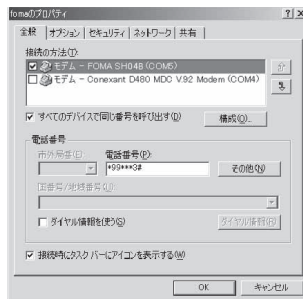 fomaのプロパティ
全般 オプション セキュリティ ネットワーク 共有
接続の方法(T):
モデム - FOMA SH04B (COM5)
モデム - Conexant D480 MDC V.92 Modem (COM4)
すべてのデバイスで同じ番号を呼び出す(D)
構成(O)...
電話番号
市外局番(E): 電話番号(P):
*99***3#
その他(N)
国番号/地域番号(U):
ダイヤル情報を使う(S)
ダイヤル情報(R)
接続時にタスク バーにアイコンを表示する(W)
OK キャンセル